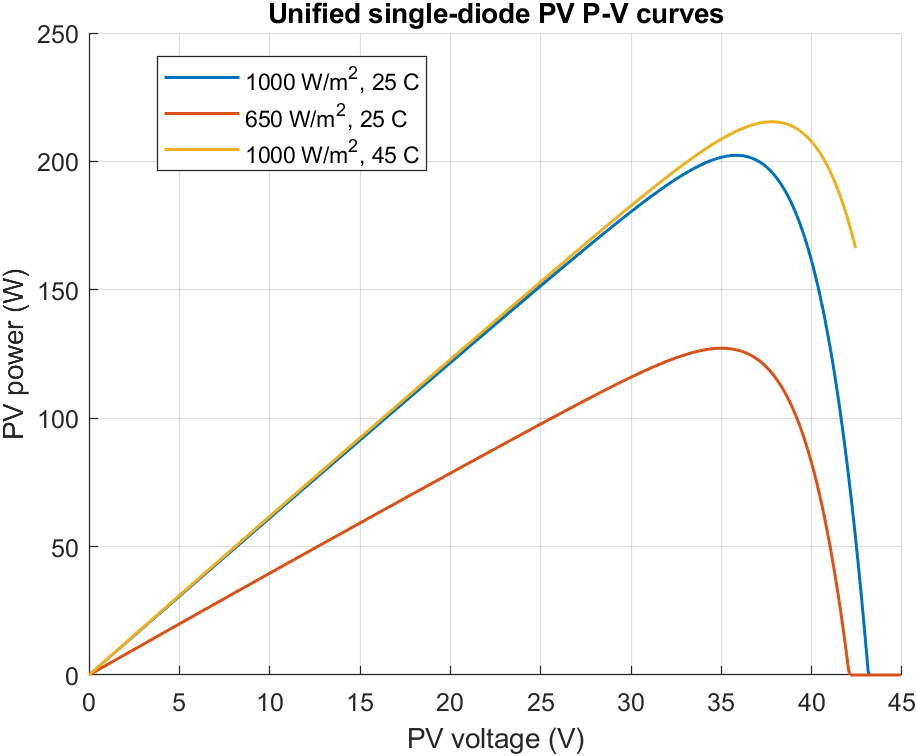 Unified single-diode PV P-V curves
250
200
150
100
50
0
1000 W/m², 25 C
650 W/m², 25 C
1000 W/m², 45 C
PV power (W)
0 5 10 15 20 25 30 35 40 45
PV voltage (V)